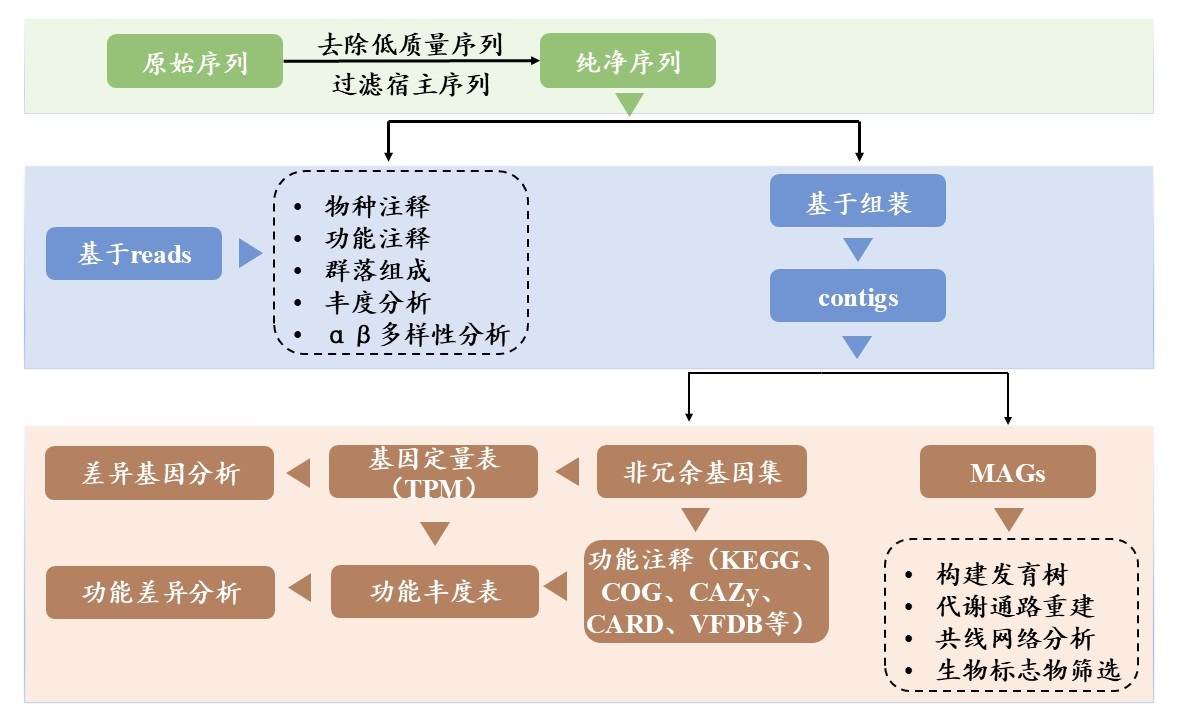 原始序列
去除低质量序列
过滤宿主序列
纯净序列
基于reads
• 物种注释
• 功能注释
• 群落组成
• 丰度分析
• αβ多样性分析
基于组装
contigs
差异基因分析
基因定量表
（TPM）
非冗余基因集
MAGs
功能差异分析
功能丰度表
功能注释（KEGG、
COG、CAZy、
CARD、VFDB等）
• 构建发育树
• 代谢通路重建
• 共线网络分析
• 生物标志物筛选